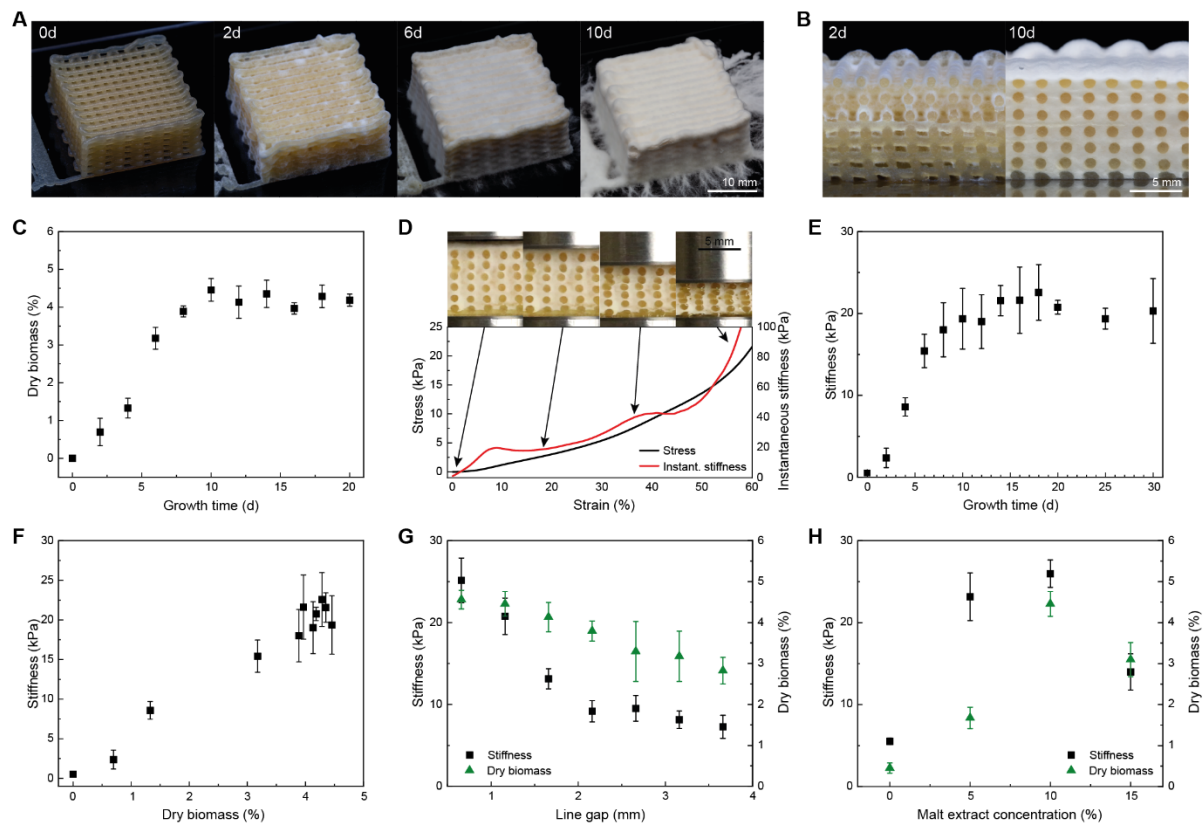 A
0d
2d
6d
10d
10 mm
B
2d
10d
5 mm
C
Dry biomass (%)
6
5
4
3
2
1
0
0 5 10 15 20
Growth time (d)
D
5 mm
Stress (kPa)
25
20
15
10
5
0
100
80
60
40
20
0
Instantaneous stiffness (kPa)
Stress
Instant. stiffness
0 10 20 30 40 50 60
Strain (%)
E
Stiffness (kPa)
30
20
10
0
0 5 10 15 20 25 30
Growth time (d)
F
Stiffness (kPa)
30
25
20
15
10
5
0
0 1 2 3 4 5
Dry biomass (%)
G
Stiffness (kPa)
30
20
10
0
6
5
4
3
2
1
0
Dry biomass (%)
Stiffness
Dry biomass
1 2 3 4
Line gap (mm)
H
Stiffness (kPa)
30
20
10
0
6
5
4
3
2
1
0
Dry biomass (%)
Stiffness
Dry biomass
0 5 10 15
Malt extract concentration (%)